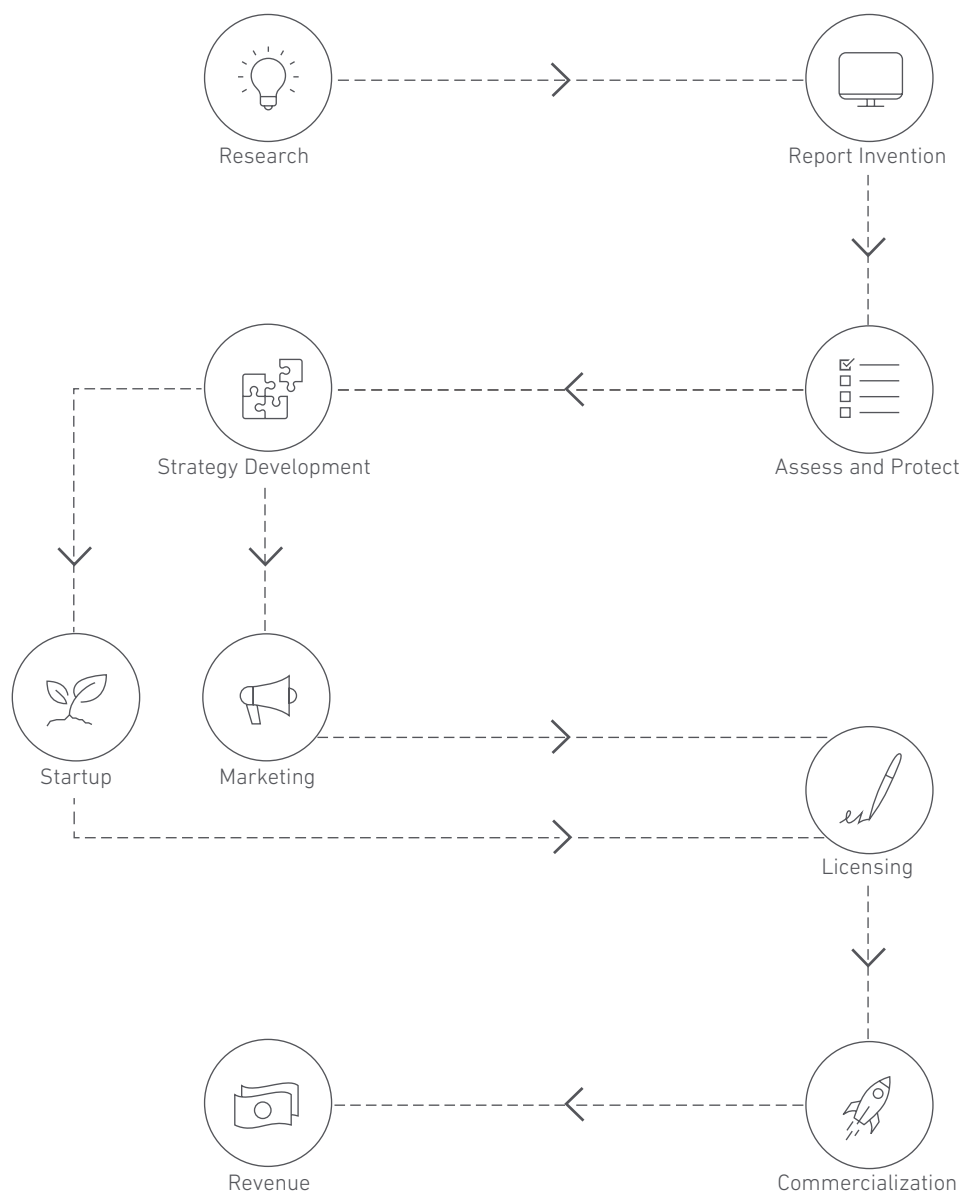 Research
Report Invention
Strategy Development
Assess and Protect
Startup
Marketing
Licensing
Revenue
Commercialization